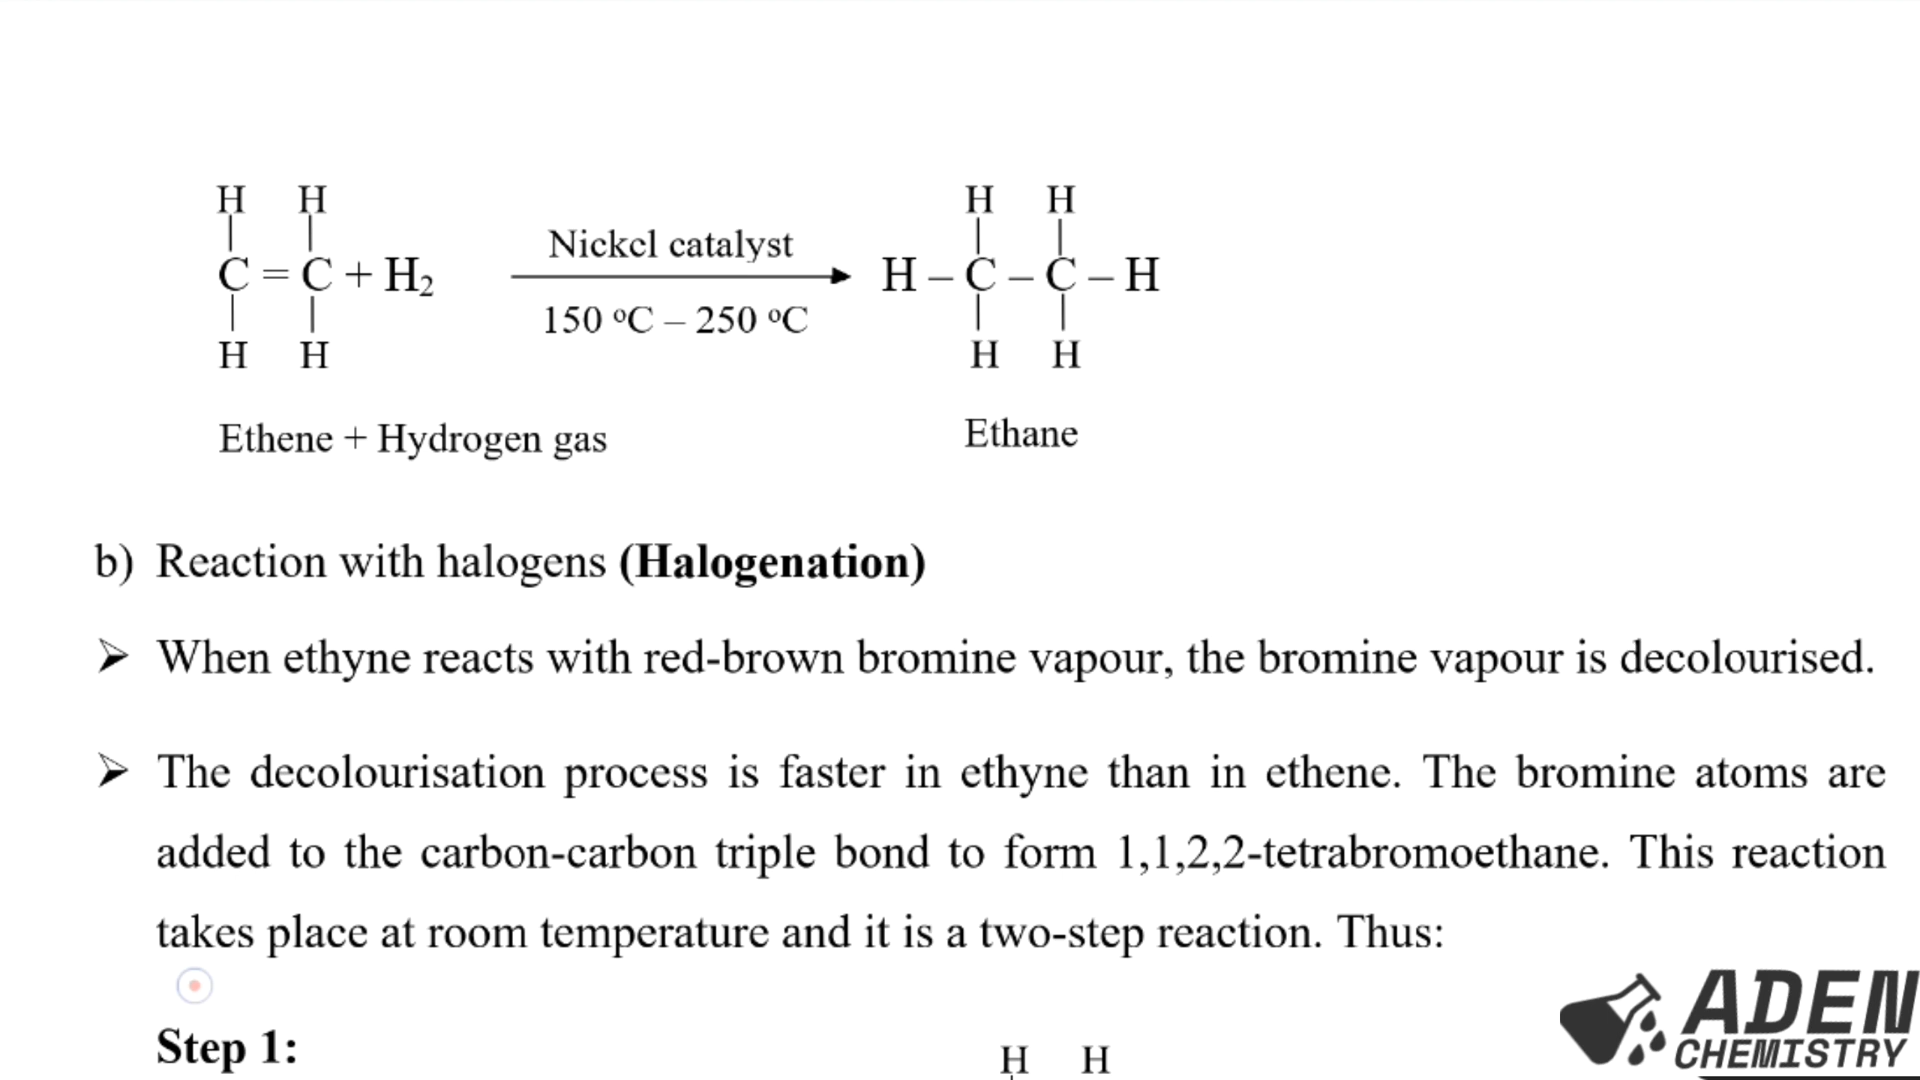 H H
C = C + H₂ Nickel catalyst H – C – C – H
150 °C – 250 °C
H H H H
Ethene + Hydrogen gas Ethane
b) Reaction with halogens (Halogenation)
➢ When ethyne reacts with red-brown bromine vapour, the bromine vapour is decolourised.
➢ The decolourisation process is faster in ethyne than in ethene. The bromine atoms are
added to the carbon-carbon triple bond to form 1,1,2,2-tetrabromoethane. This reaction
takes place at room temperature and it is a two-step reaction. Thus:
Step 1:
H H
ADEN
CHEMISTRY